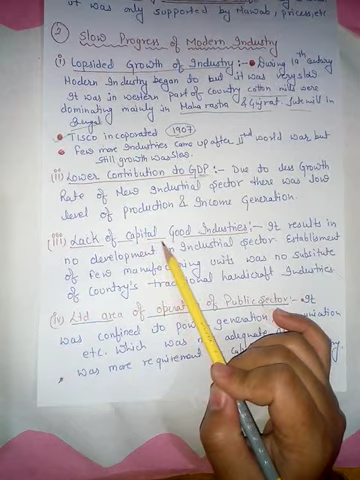 it was only supported by Nawab, princess, etc
2 Slow Progress of Modern Industry
(i) Lopsided Growth of Industry :- • During 19th century
Modern Industry began to but it was very slow
It was in western part of country cotton mills were
dominating mainly in Maharastra & Gujrat. Jute mill in
Bengal
• Tisco incoporated 1907
• Few more Industries came up after IInd world war but
still growth was slow.
(ii) Lower Contribution to GDP :- Due to less Growth
Rate of New Industrial Sector there was low
level of production & Income Generation.
(iii) Lack of Capital Good Industries :- It results in
no development in Industrial sector. Establisment
of few manufacturing units was no substitute
of Country's traditional handicraft Industries.
(iv) Ltd area of operation of Public sector :- It
was confined to power generation
etc. which was not adequate
was more requirement